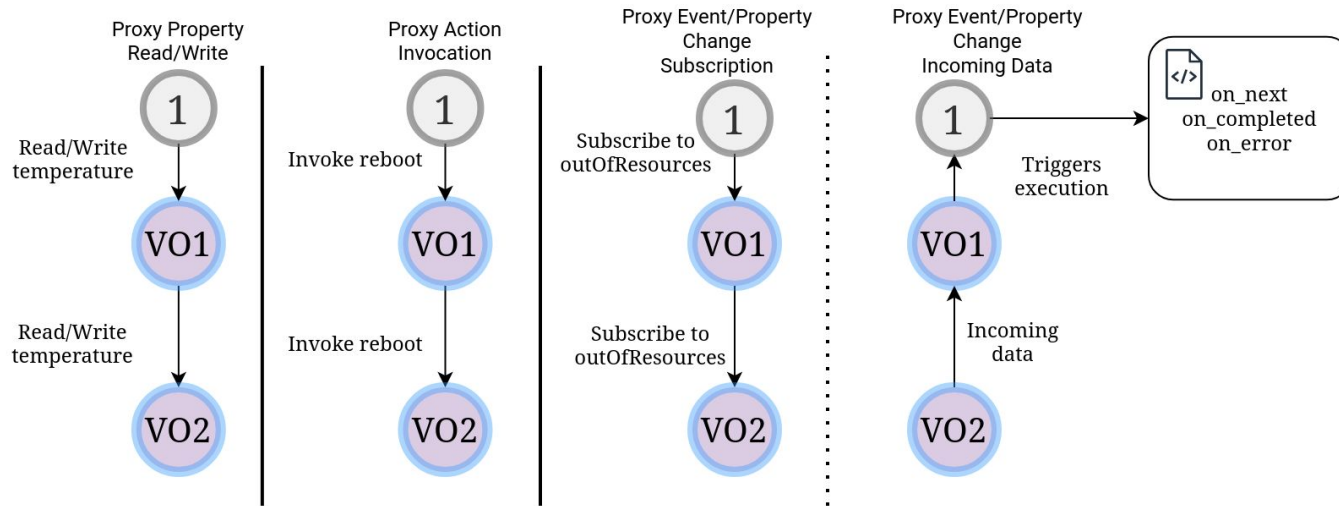 Proxy Property
Read/Write
1
Read/Write
temperature
VO1
Read/Write
temperature
VO2
Proxy Action
Invocation
1
Invoke reboot
VO1
Invoke reboot
VO2
Proxy Event/Property
Change
Subscription
1
Subscribe to
outOfResources
VO1
Subscribe to
outOfResources
VO2
Proxy Event/Property
Change
Incoming Data
1
Triggers
execution
</>
on_next
on_completed
on_error
VO1
Incoming
data
VO2